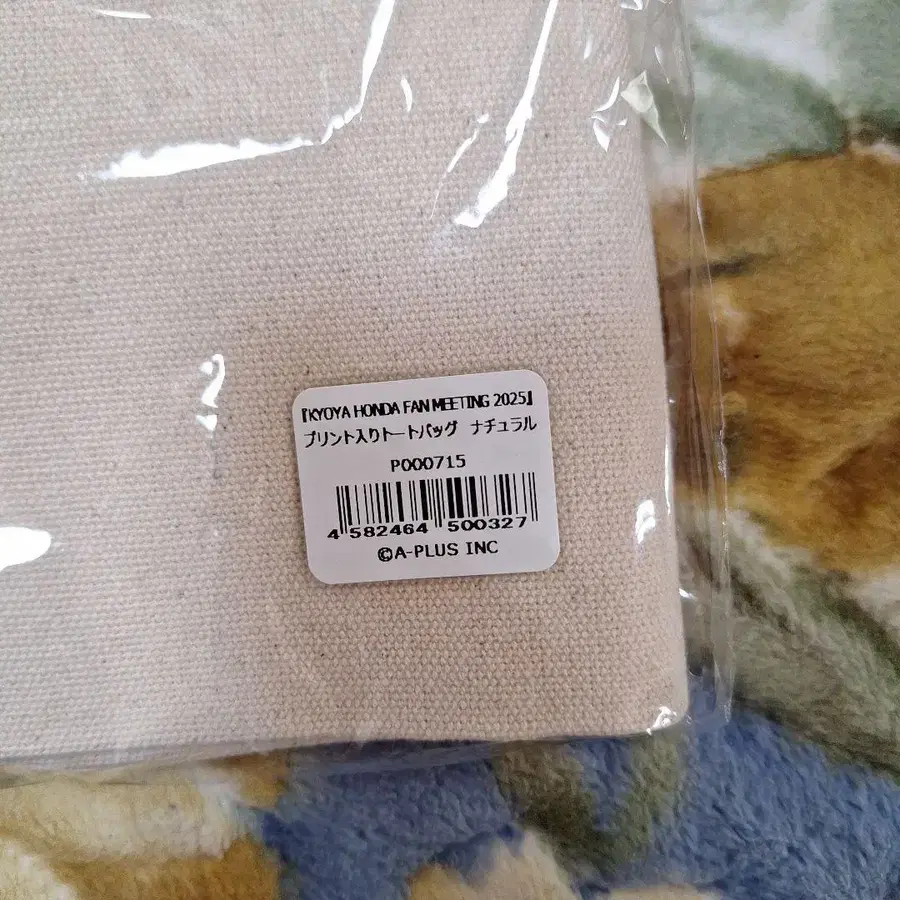 『KYOYA HONDA FAN MEETING 2025』
プリント入りトートバッグ ナチュラル
P000715
4 582464 500327
©A-PLUS INC